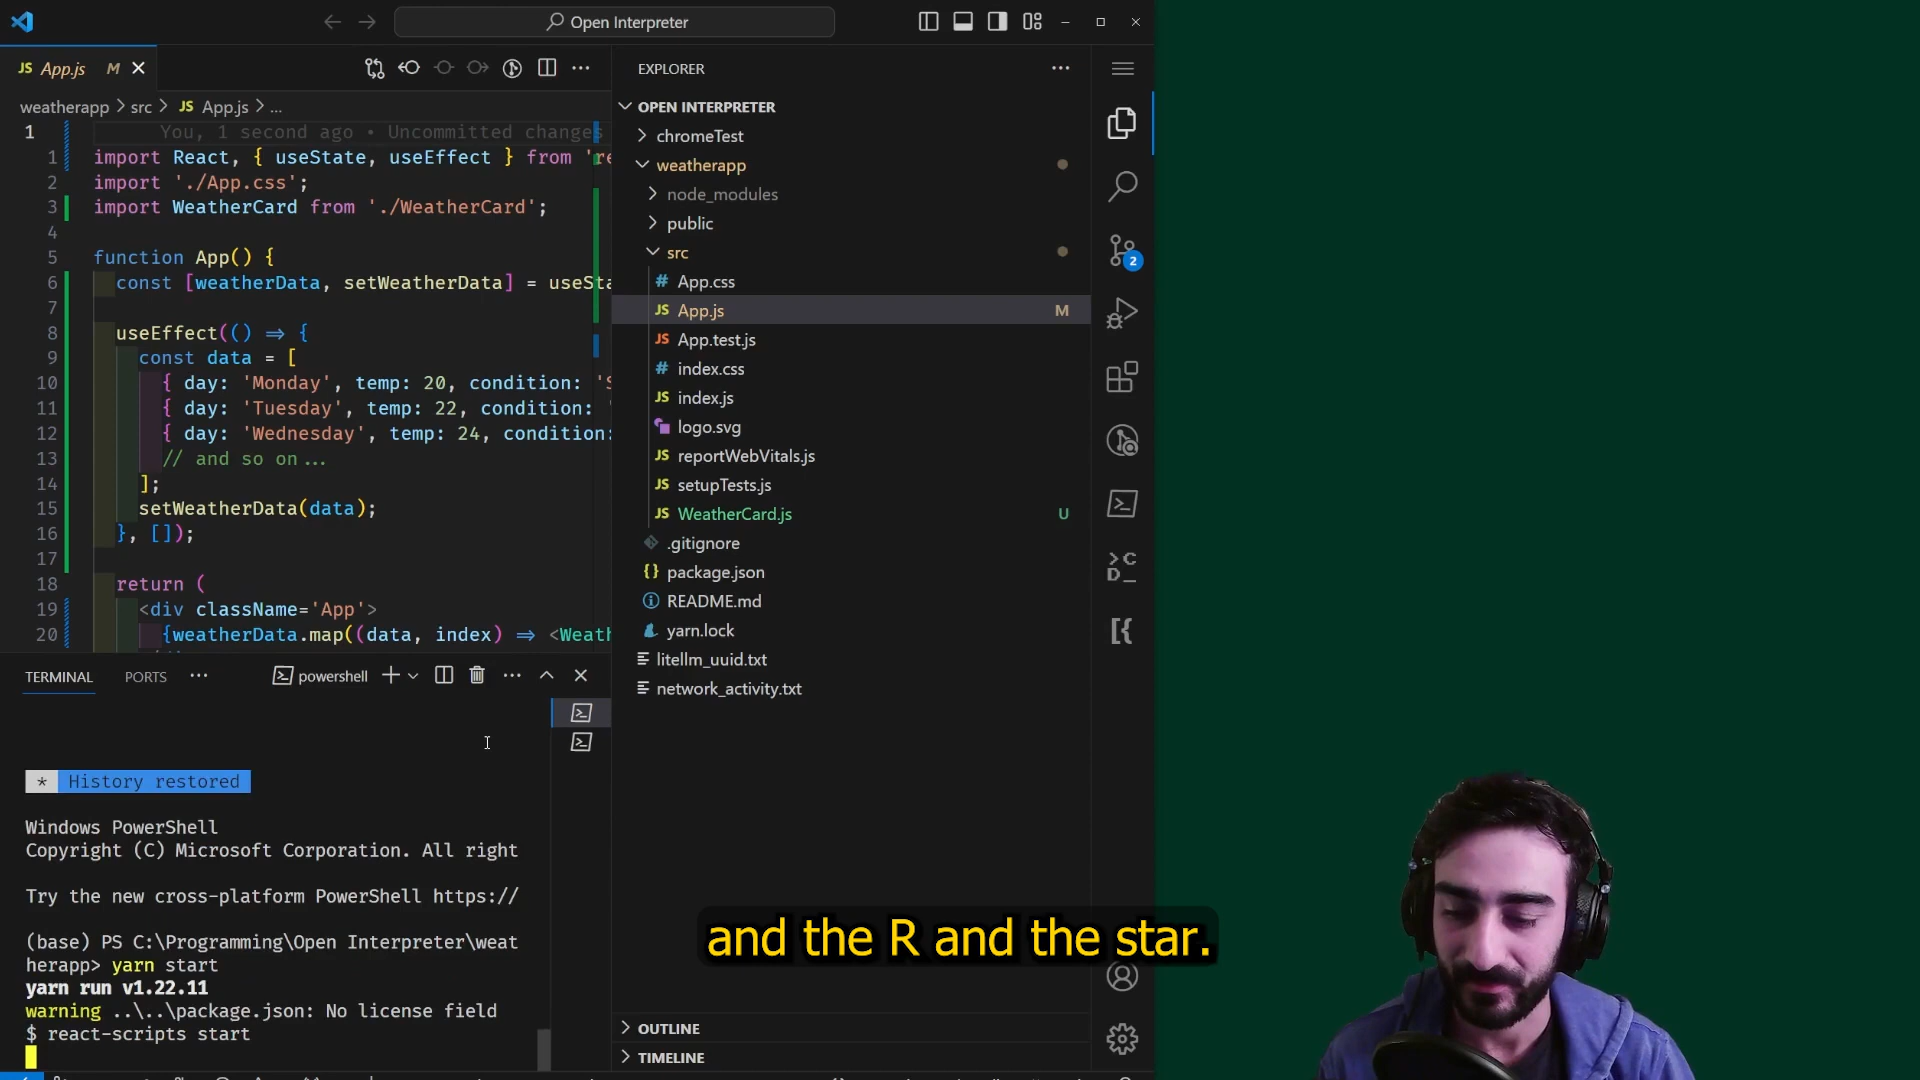 Open Interpreter
JS App.js M
weatherapp > src > JS App.js > ...
1 You, 1 second ago • Uncommitted changes
1 import React, { useState, useEffect } from 're
2 import './App.css';
3 import WeatherCard from './WeatherCard';
4
5 function App() {
6 const [weatherData, setWeatherData] = useSta
7
8 useEffect(() ⇒ {
9 const data = [
10 { day: 'Monday', temp: 20, condition: 'S
11 { day: 'Tuesday', temp: 22, condition: '
12 { day: 'Wednesday', temp: 24, condition:
13 // and so on...
14 ];
15 setWeatherData(data);
16 }, []);
17
18 return (
19 <div className='App'>
20 {weatherData.map((data, index) ⇒ <Weath
TERMINAL PORTS ··· powershell
* History restored
Windows PowerShell
Copyright (C) Microsoft Corporation. All right
Try the new cross-platform PowerShell https://
(base) PS C:\Programming\Open Interpreter\weat
herapp> yarn start
yarn run v1.22.11
warning ..\..\package.json: No license field
$ react-scripts start
EXPLORER
OPEN INTERPRETER
chromeTest
weatherapp
node_modules
public
src
# App.css
JS App.js M
JS App.test.js
# index.css
JS index.js
logo.svg
JS reportWebVitals.js
JS setupTests.js
JS WeatherCard.js U
.gitignore
{} package.json
README.md
yarn.lock
litellm_uuid.txt
network_activity.txt
OUTLINE
TIMELINE
2
and the R and the star.